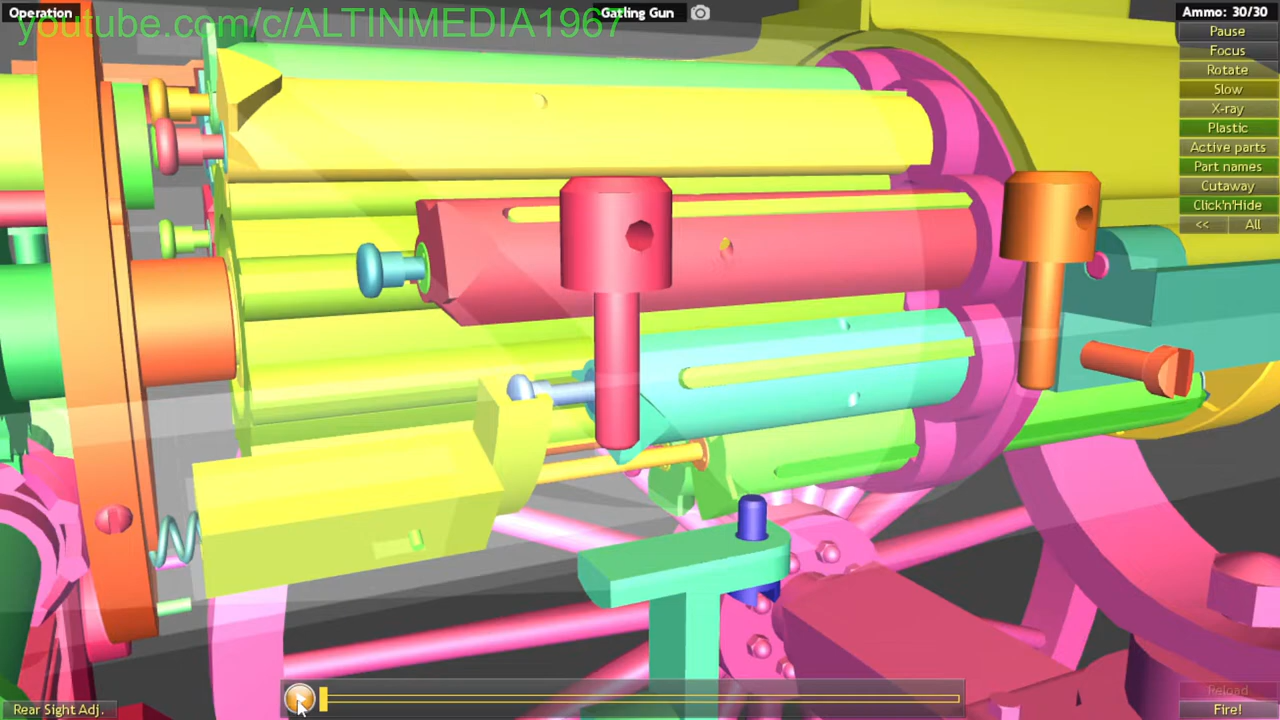 Operation
youtube.com/c/ALTINMEDIA1967
Gatling Gun
Ammo: 30/30
Pause
Focus
Rotate
Slow
X-ray
Plastic
Active parts
Part names
Cutaway
Click'n'Hide
<< All
Rear Sight Adj.
Reload
Fire!